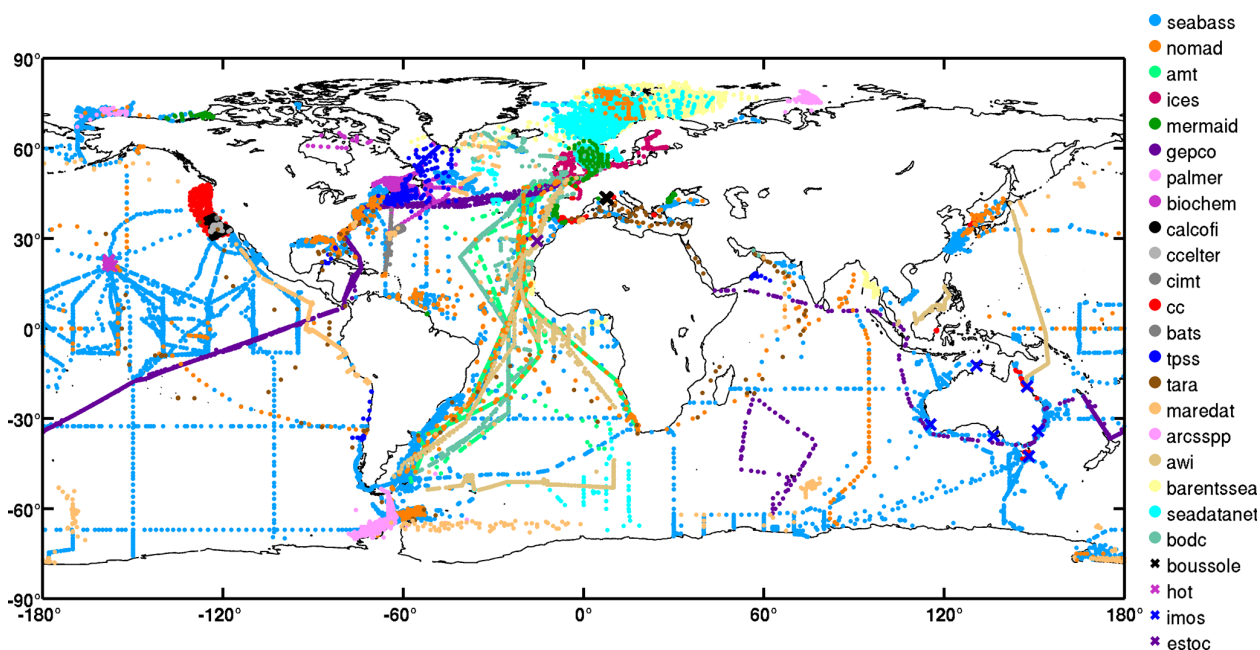 seabass
nomad
amt
ices
mermaid
gepco
palmer
biochem
calcofi
ccelter
cimt
cc
bats
tpss
tara
maredat
arcsspp
awi
barentssea
seadatanet
bodc
boussole
hot
imos
estoc
90°
60°
30°
0°
-30°
-60°
-90°
-180° -120° -60° 0° 60° 120° 180°